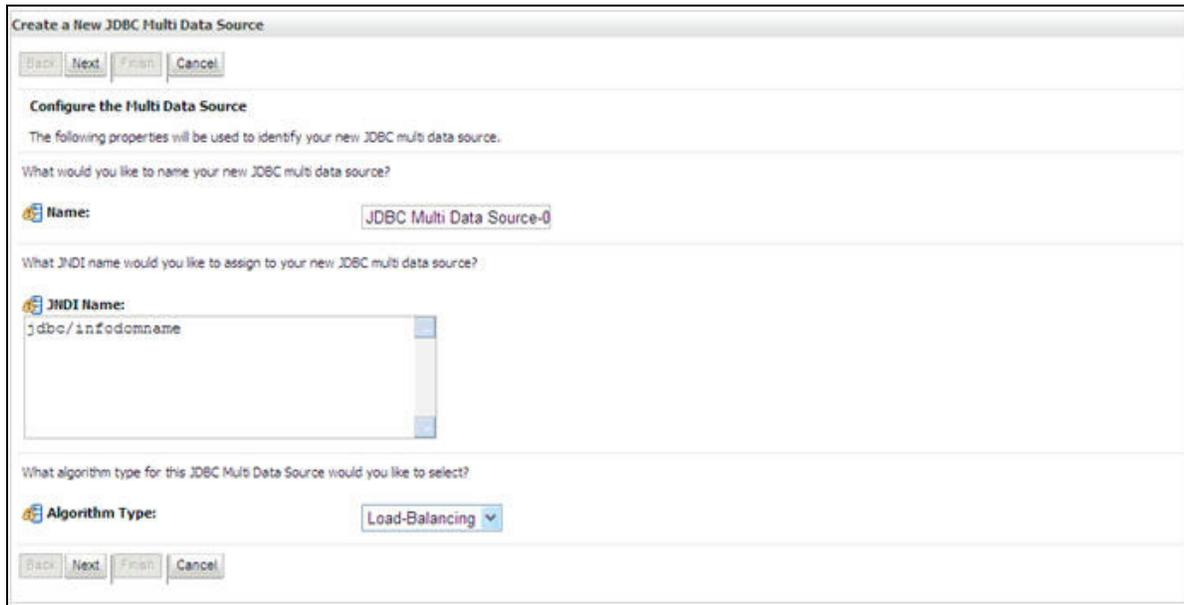 Create a New JDBC Multi Data Source
Back Next Finish Cancel
Configure the Multi Data Source
The following properties will be used to identify your new JDBC multi data source.
What would you like to name your new JDBC multi data source?
Name: JDBC Multi Data Source-0
What JNDI name would you like to assign to your new JDBC multi data source?
JNDI Name:
jdbc/infodomname
What algorithm type for this JDBC Multi Data Source would you like to select?
Algorithm Type: Load-Balancing
Back Next Finish Cancel